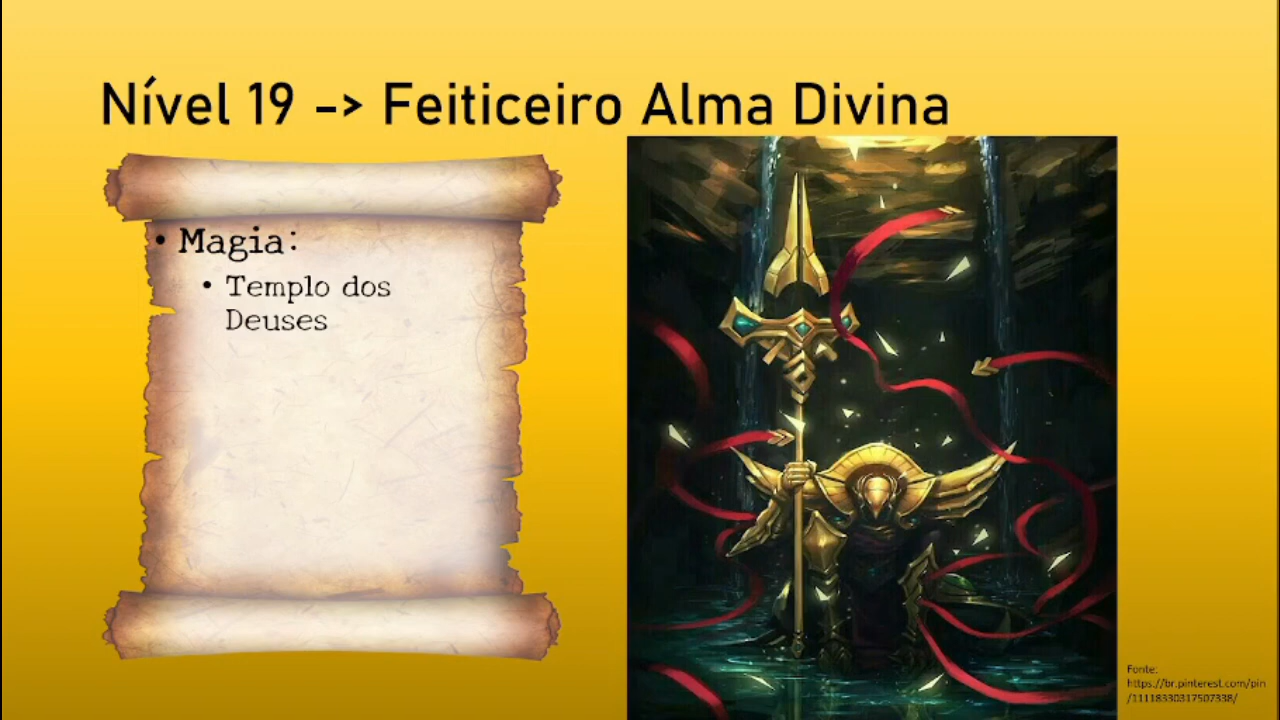 Nível 19 -> Feiticeiro Alma Divina
• Magia:
• Templo dos
Deuses
Fonte:
https://br.pinterest.com/pin
/11118330317507338/